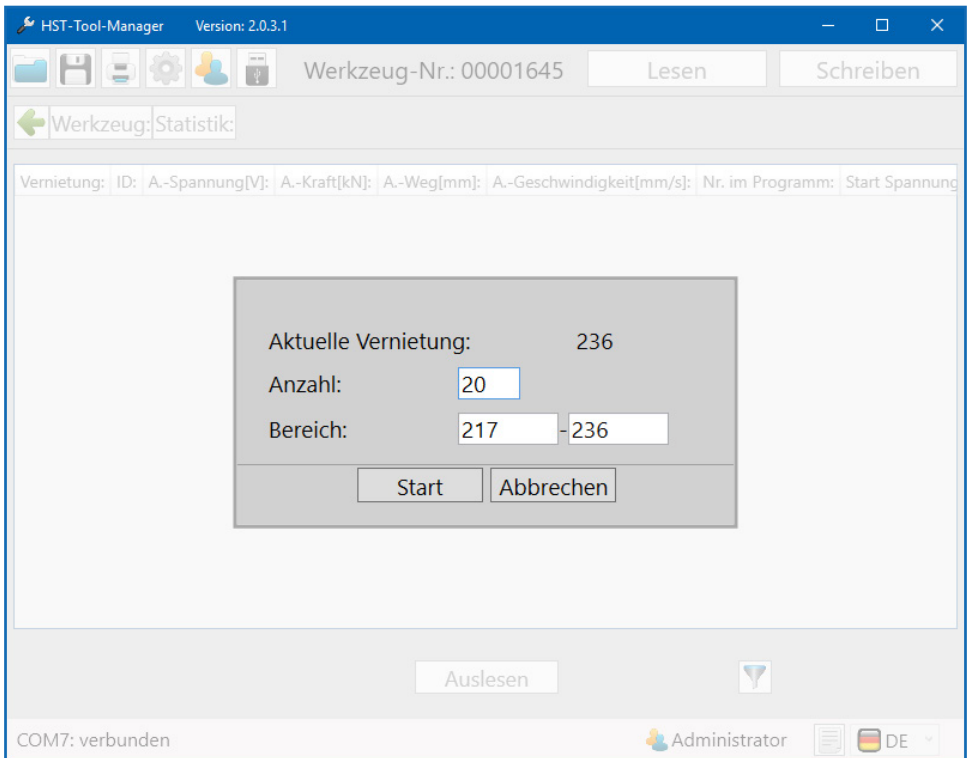 HST-Tool-Manager Version: 2.0.3.1
Werkzeug-Nr.: 00001645 Lesen Schreiben
Werkzeug: Statistik:
Vernietung: ID: A.-Spannung[V]: A.-Kraft[kN]: A.-Weg[mm]: A.-Geschwindigkeit[mm/s]: Nr. im Programm: Start Spannung
Aktuelle Vernietung: 236
Anzahl: 20
Bereich: 217 - 236
Start Abbrechen
Auslesen
COM7: verbunden Administrator DE